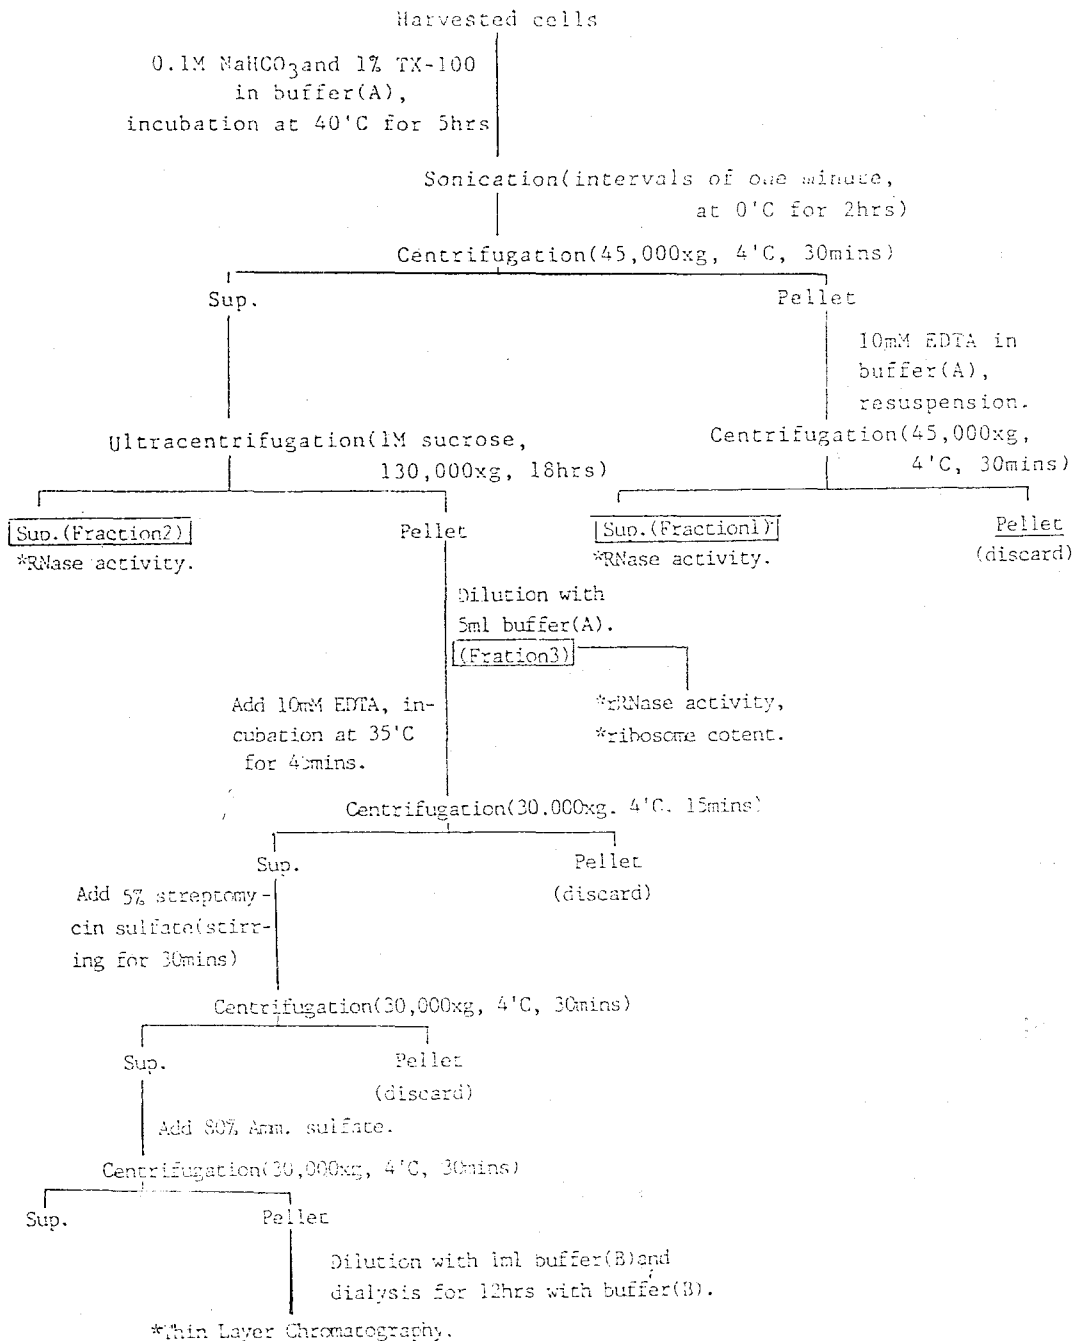 Harvested cells
0.1M NaHCO3and 1% TX-100
in buffer(A),
incubation at 40'C for 5hrs
Sonication(intervals of one minute,
at 0'C for 2hrs)
Centrifugation(45,000xg, 4'C, 30mins)
Sup.
Pellet
10mM EDTA in
buffer(A),
resuspension.
Ultracentrifugation(1M sucrose,
130,000xg, 18hrs)
Centrifugation(45,000xg,
4'C, 30mins)
Sup.(Fraction2)
*RNase activity.
Pellet
Sup.(Fraction1)
*RNase activity.
Pellet
(discard)
Dilution with
5ml buffer(A).
(Fration3)
*rRNase activity,
*ribosome cotent.
Add 10mM EDTA, in-
cubation at 35'C
for 45mins.
Centrifugation(30,000xg. 4'C. 15mins)
Sup.
Pellet
(discard)
Add 5% streptomy-
cin sulfate(stirr-
ing for 30mins)
Centrifugation(30,000xg, 4'C, 30mins)
Sup.
Pellet
(discard)
Add 80% Amm. sulfate.
Centrifugation(30,000xg, 4'C, 30mins)
Sup.
Pellet
Dilution with 1ml buffer(B)and
dialysis for 12hrs with buffer(B).
*Thin Layer Chromatography.